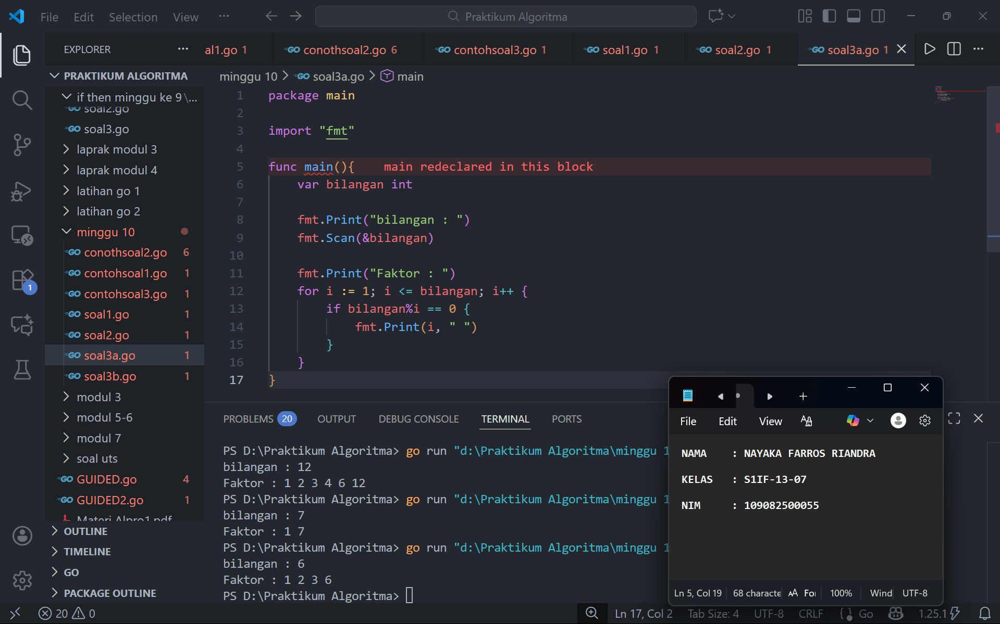 File Edit Selection View ··· Praktikum Algoritma
EXPLORER ···
al1.go 1 conothsoal2.go 6 contohsoal3.go 1 soal1.go 1 soal2.go 1 soal3a.go 1
PRAKTIKUM ALGORITMA
if then minggu ke 9\...
soal2.go
soal3.go
laprak modul 3
laprak modul 4
latihan go 1
latihan go 2
minggu 10
conothsoal2.go 6
contohsoal1.go 1
contohsoal3.go 1
soal1.go 1
soal2.go 1
soal3a.go 1
soal3b.go 1
modul 3
modul 5-6
modul 7
soal uts
GUIDED.go 4
GUIDED2.go 1
Materi Alpro1.pdf
OUTLINE
TIMELINE
GO
PACKAGE OUTLINE
1
minggu 10 > soal3a.go > main
1 package main
2
3 import "fmt"
4
5 func main(){ main redeclared in this block
6 var bilangan int
7
8 fmt.Print("bilangan : ")
9 fmt.Scan(&bilangan)
10
11 fmt.Print("Faktor : ")
12 for i := 1; i <= bilangan; i++ {
13 if bilangan%i == 0 {
14 fmt.Print(i, " ")
15 }
16 }
17 }
PROBLEMS 20 OUTPUT DEBUG CONSOLE TERMINAL PORTS
PS D:\Praktikum Algoritma> go run "d:\Praktikum Algoritma\minggu 1
bilangan : 12
Faktor : 1 2 3 4 6 12
PS D:\Praktikum Algoritma> go run "d:\Praktikum Algoritma\minggu 1
bilangan : 7
Faktor : 1 7
PS D:\Praktikum Algoritma> go run "d:\Praktikum Algoritma\minggu 1
bilangan : 6
Faktor : 1 2 3 6
PS D:\Praktikum Algoritma>
File Edit View
NAMA : NAYAKA FARROS RIANDRA
KELAS : S1IF-13-07
NIM : 109082500055
Ln 5, Col 19 68 characte For 100% Wind UTF-8
20 0 Ln 17, Col 2 Tab Size: 4 UTF-8 CRLF {} Go 1.25.1